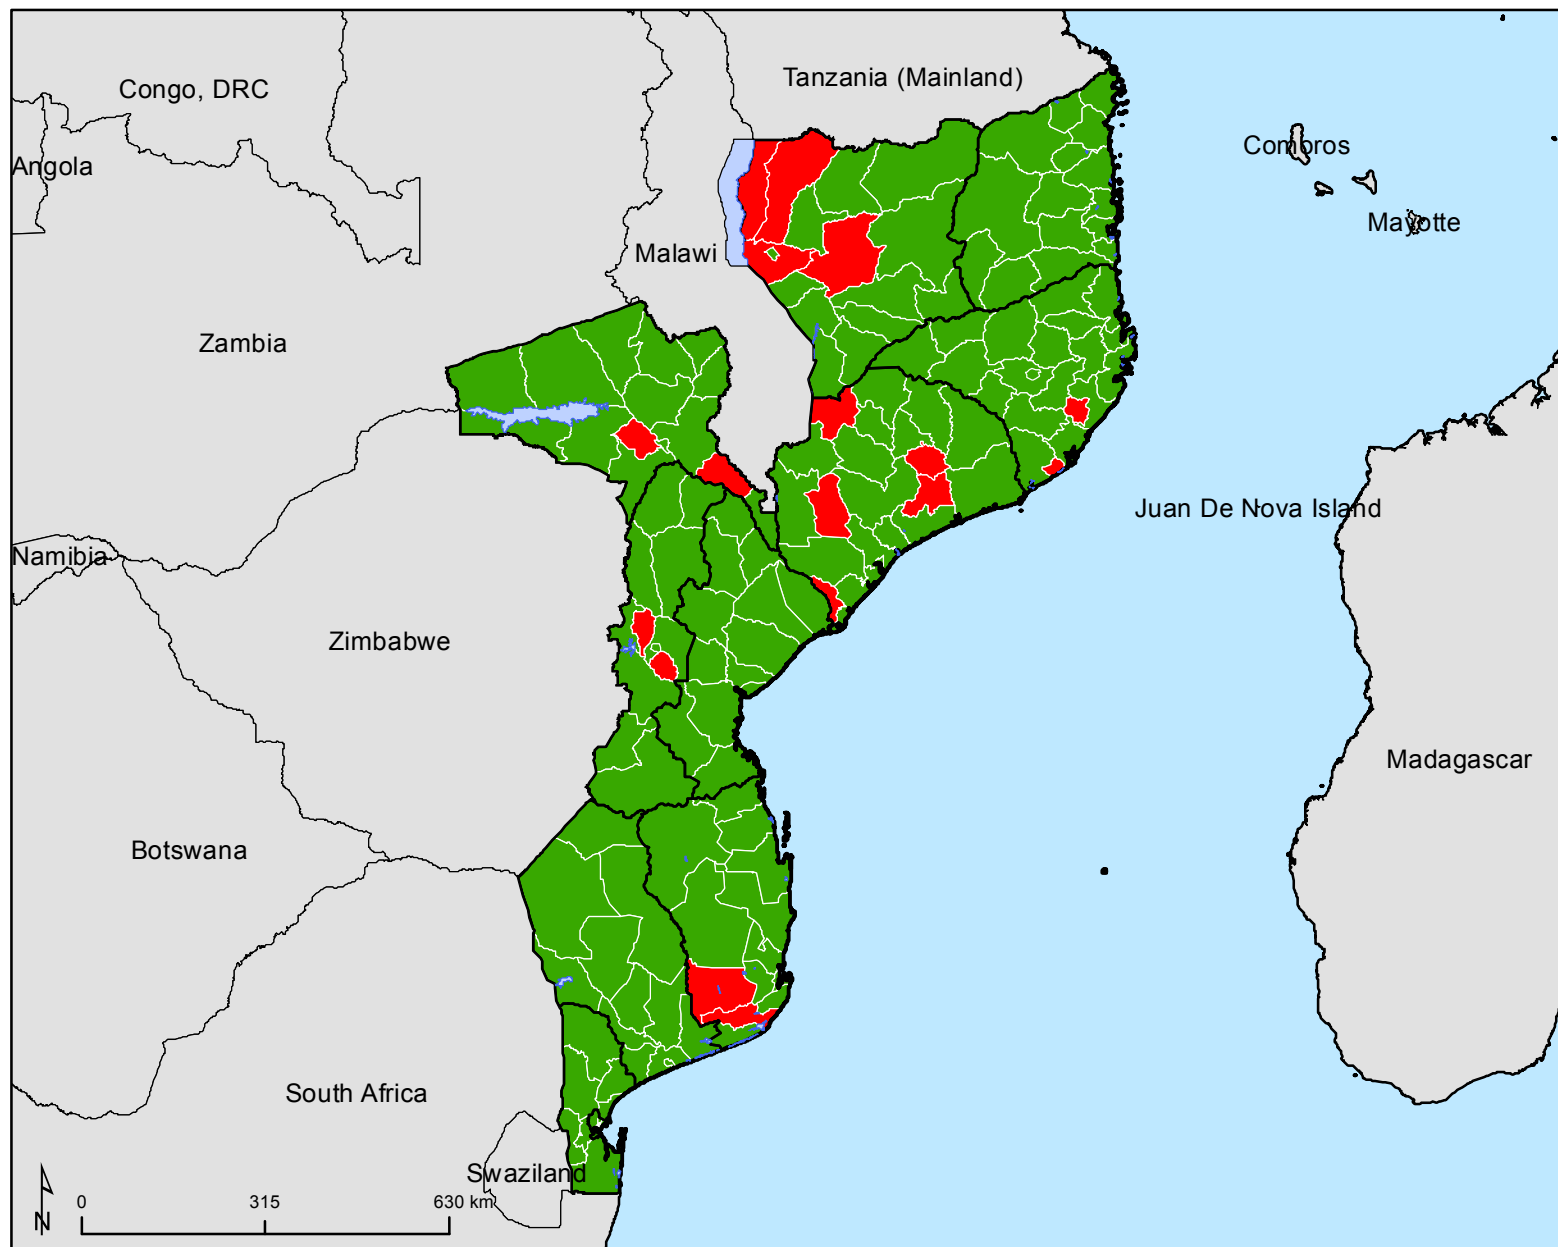 Tanzania (Mainland)
Congo, DRC
Comoros
Angola
Mayotte
Malawi
Zambia
Juan De Nova Island
Namibia
Zimbabwe
Madagascar
Botswana
South Africa
Swaziland
0 315 630 km
N